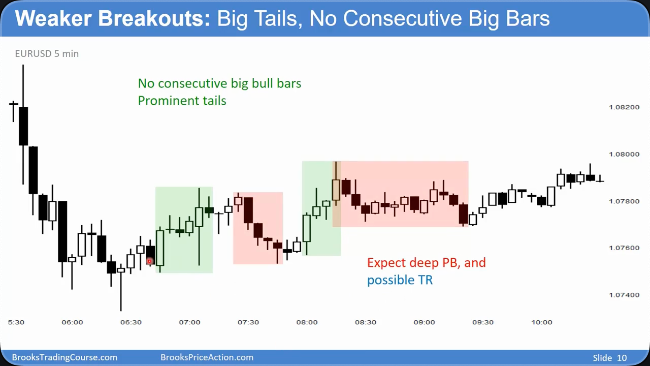 Weaker Breakouts: Big Tails, No Consecutive Big Bars
EURUSD 5 min
No consecutive big bull bars
Prominent tails
1.08200
1.08000
1.07800
1.07600
1.07400
Expect deep PB, and
possible TR
5:30 06:00 06:30 07:00 07:30 08:00 08:30 09:00 09:30 10:00
BrooksTradingCourse.com BrooksPriceAction.com Slide 10